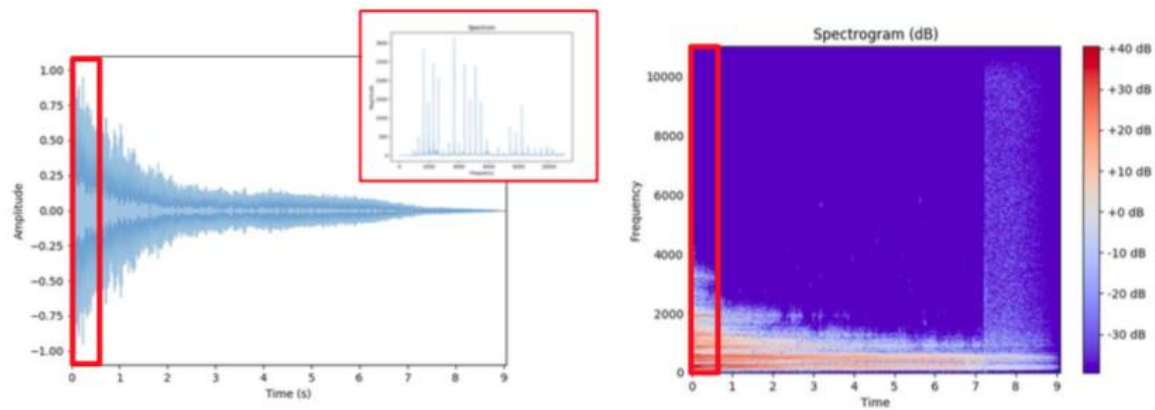 Spectrum
Magnitude
Frequency
1.00
0.75
0.50
0.25
0.00
−0.25
−0.50
−0.75
−1.00
Amplitude
0 1 2 3 4 5 6 7 8 9
Time (s)
Spectrogram (dB)
10000
8000
6000
4000
2000
0
Frequency
0 1 2 3 4 5 6 7 8 9
Time
+40 dB
+30 dB
+20 dB
+10 dB
+0 dB
-10 dB
-20 dB
-30 dB